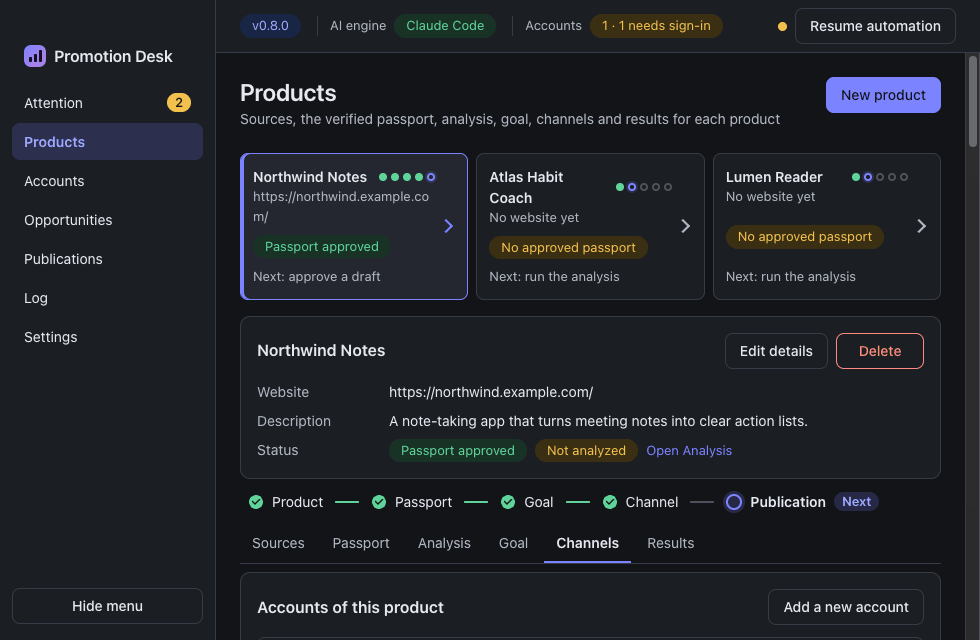 Promotion Desk
Attention 2
Products
Accounts
Opportunities
Publications
Log
Settings
Hide menu
v0.8.0 AI engine Claude Code Accounts 1 · 1 needs sign-in Resume automation
Products
Sources, the verified passport, analysis, goal, channels and results for each product
New product
Northwind Notes
https://northwind.example.co
m/
Passport approved
Next: approve a draft
Atlas Habit
Coach
No website yet
No approved passport
Next: run the analysis
Lumen Reader
No website yet
No approved passport
Next: run the analysis
Northwind Notes
Edit details Delete
Website https://northwind.example.com/
Description A note-taking app that turns meeting notes into clear action lists.
Status Passport approved Not analyzed Open Analysis
Product Passport Goal Channel Publication Next
Sources Passport Analysis Goal Channels Results
Accounts of this product Add a new account